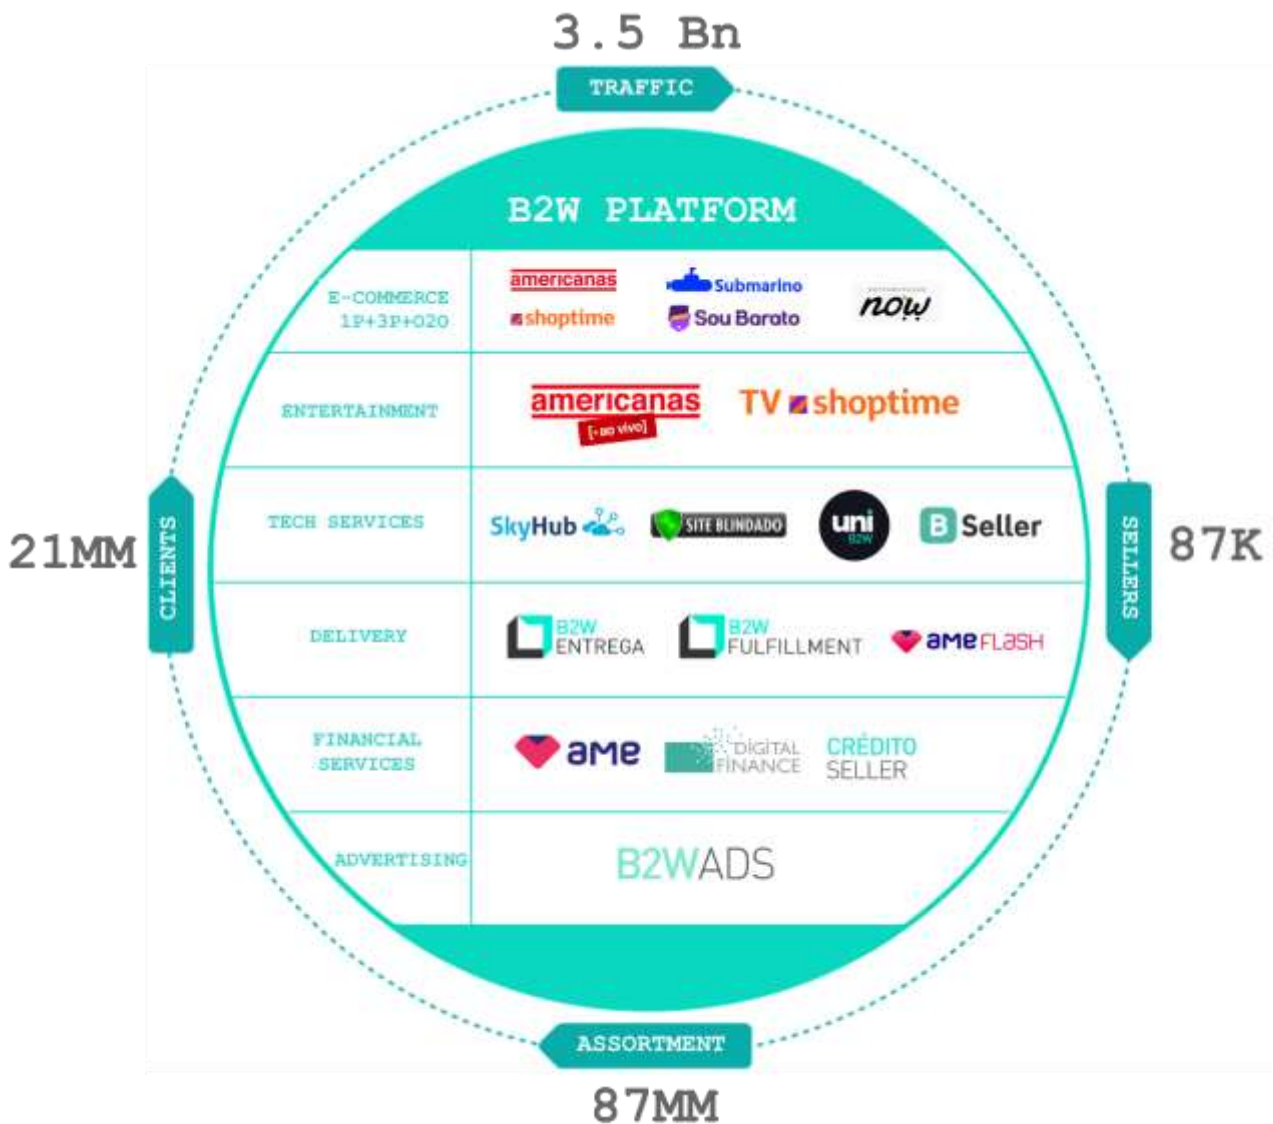 3.5 Bn
TRAFFIC
B2W PLATFORM
E-COMMERCE
1P+3P+O2O
americanas
Submarino
now
shoptime
Sou Barato
ENTERTAINMENT
americanas
[+ao vivo]
TV shoptime
TECH SERVICES
SkyHub
SITE BLINDADO
uni
B2W
B Seller
DELIVERY
B2W
ENTREGA
B2W
FULFILLMENT
ame FLASH
FINANCIAL
SERVICES
ame
DIGITAL
FINANCE
CRÉDITO
SELLER
ADVERTISING
B2WADS
21MM
CLIENTS
SELLERS
87K
ASSORTMENT
87MM